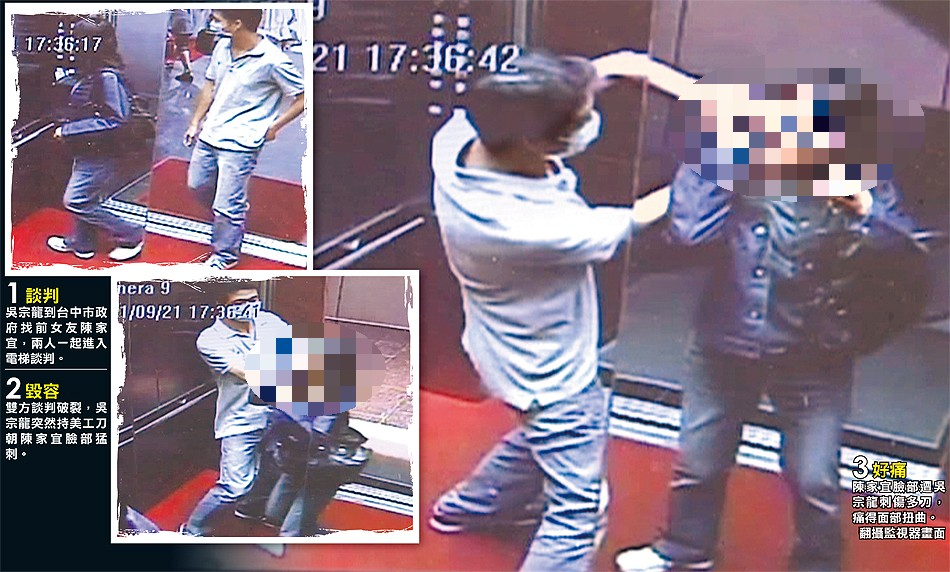 17:36:17
21 17:36:42
1 談判
吳宗龍到台中市政
府找前女友陳家
宜，兩人一起進入
電梯談判。
nera 9
1/09/21 17:36:41
2 毀容
雙方談判破裂，吳
宗龍突然持美工刀
朝陳家宜臉部猛
刺。
3 好痛
陳家宜臉部遭吳
宗龍刺傷多刀，
痛得面部扭曲。
翻攝監視器畫面